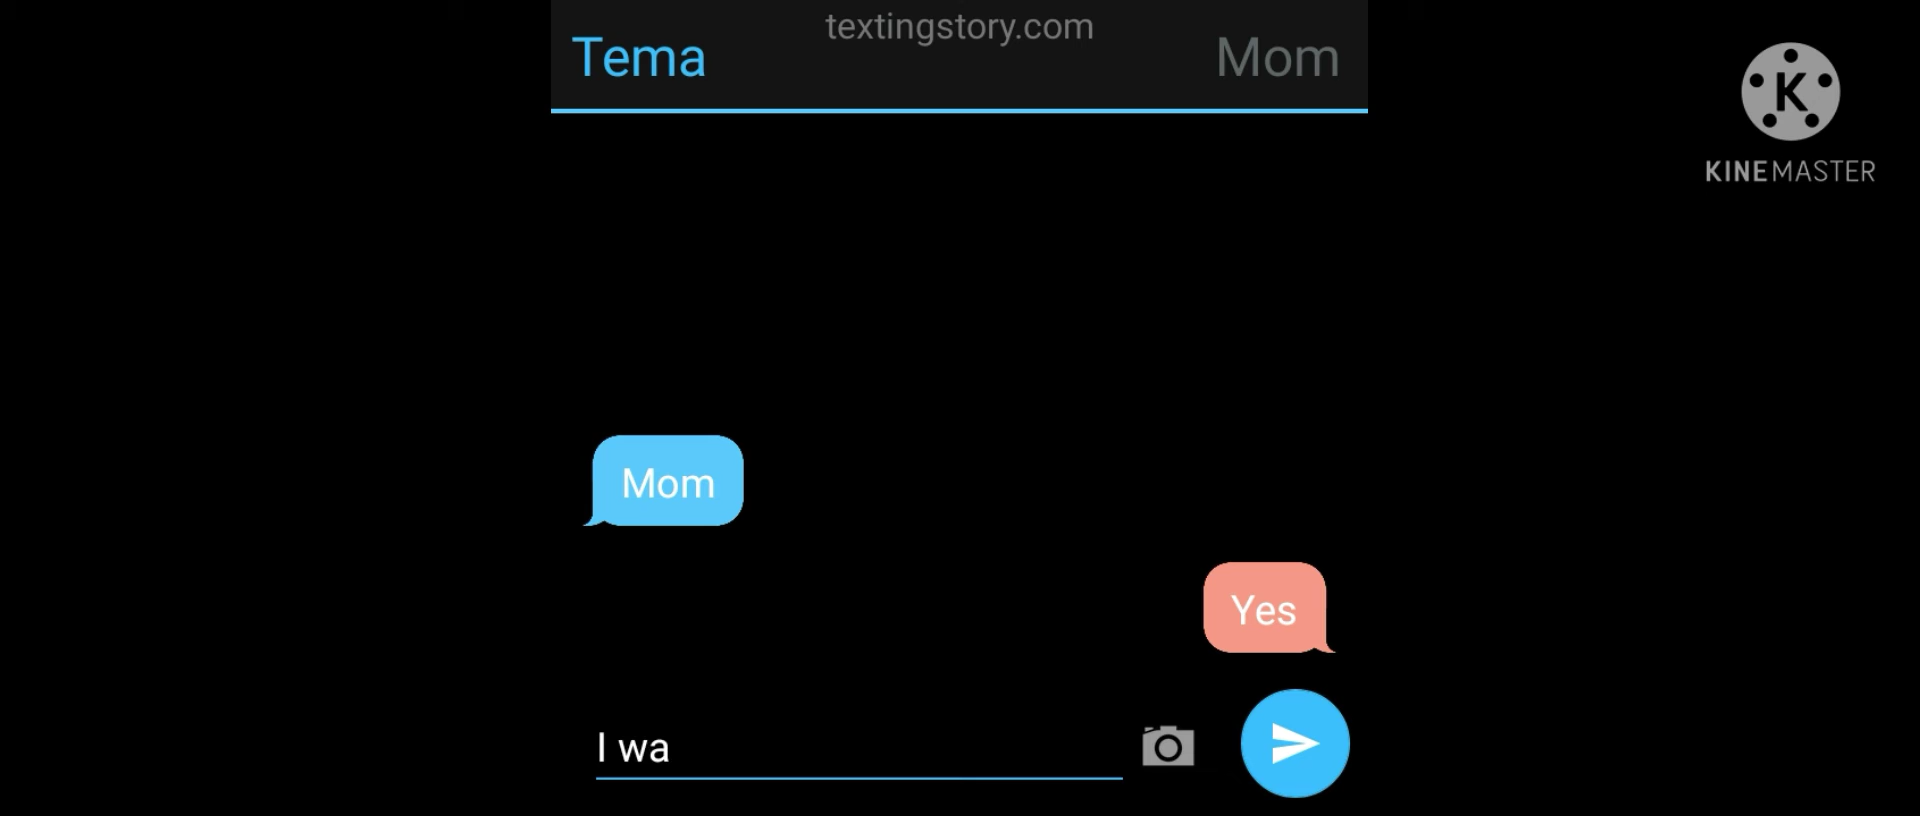 textingstory.com
Tema
Mom
K
KINEMASTER
Mom
Yes
I wa